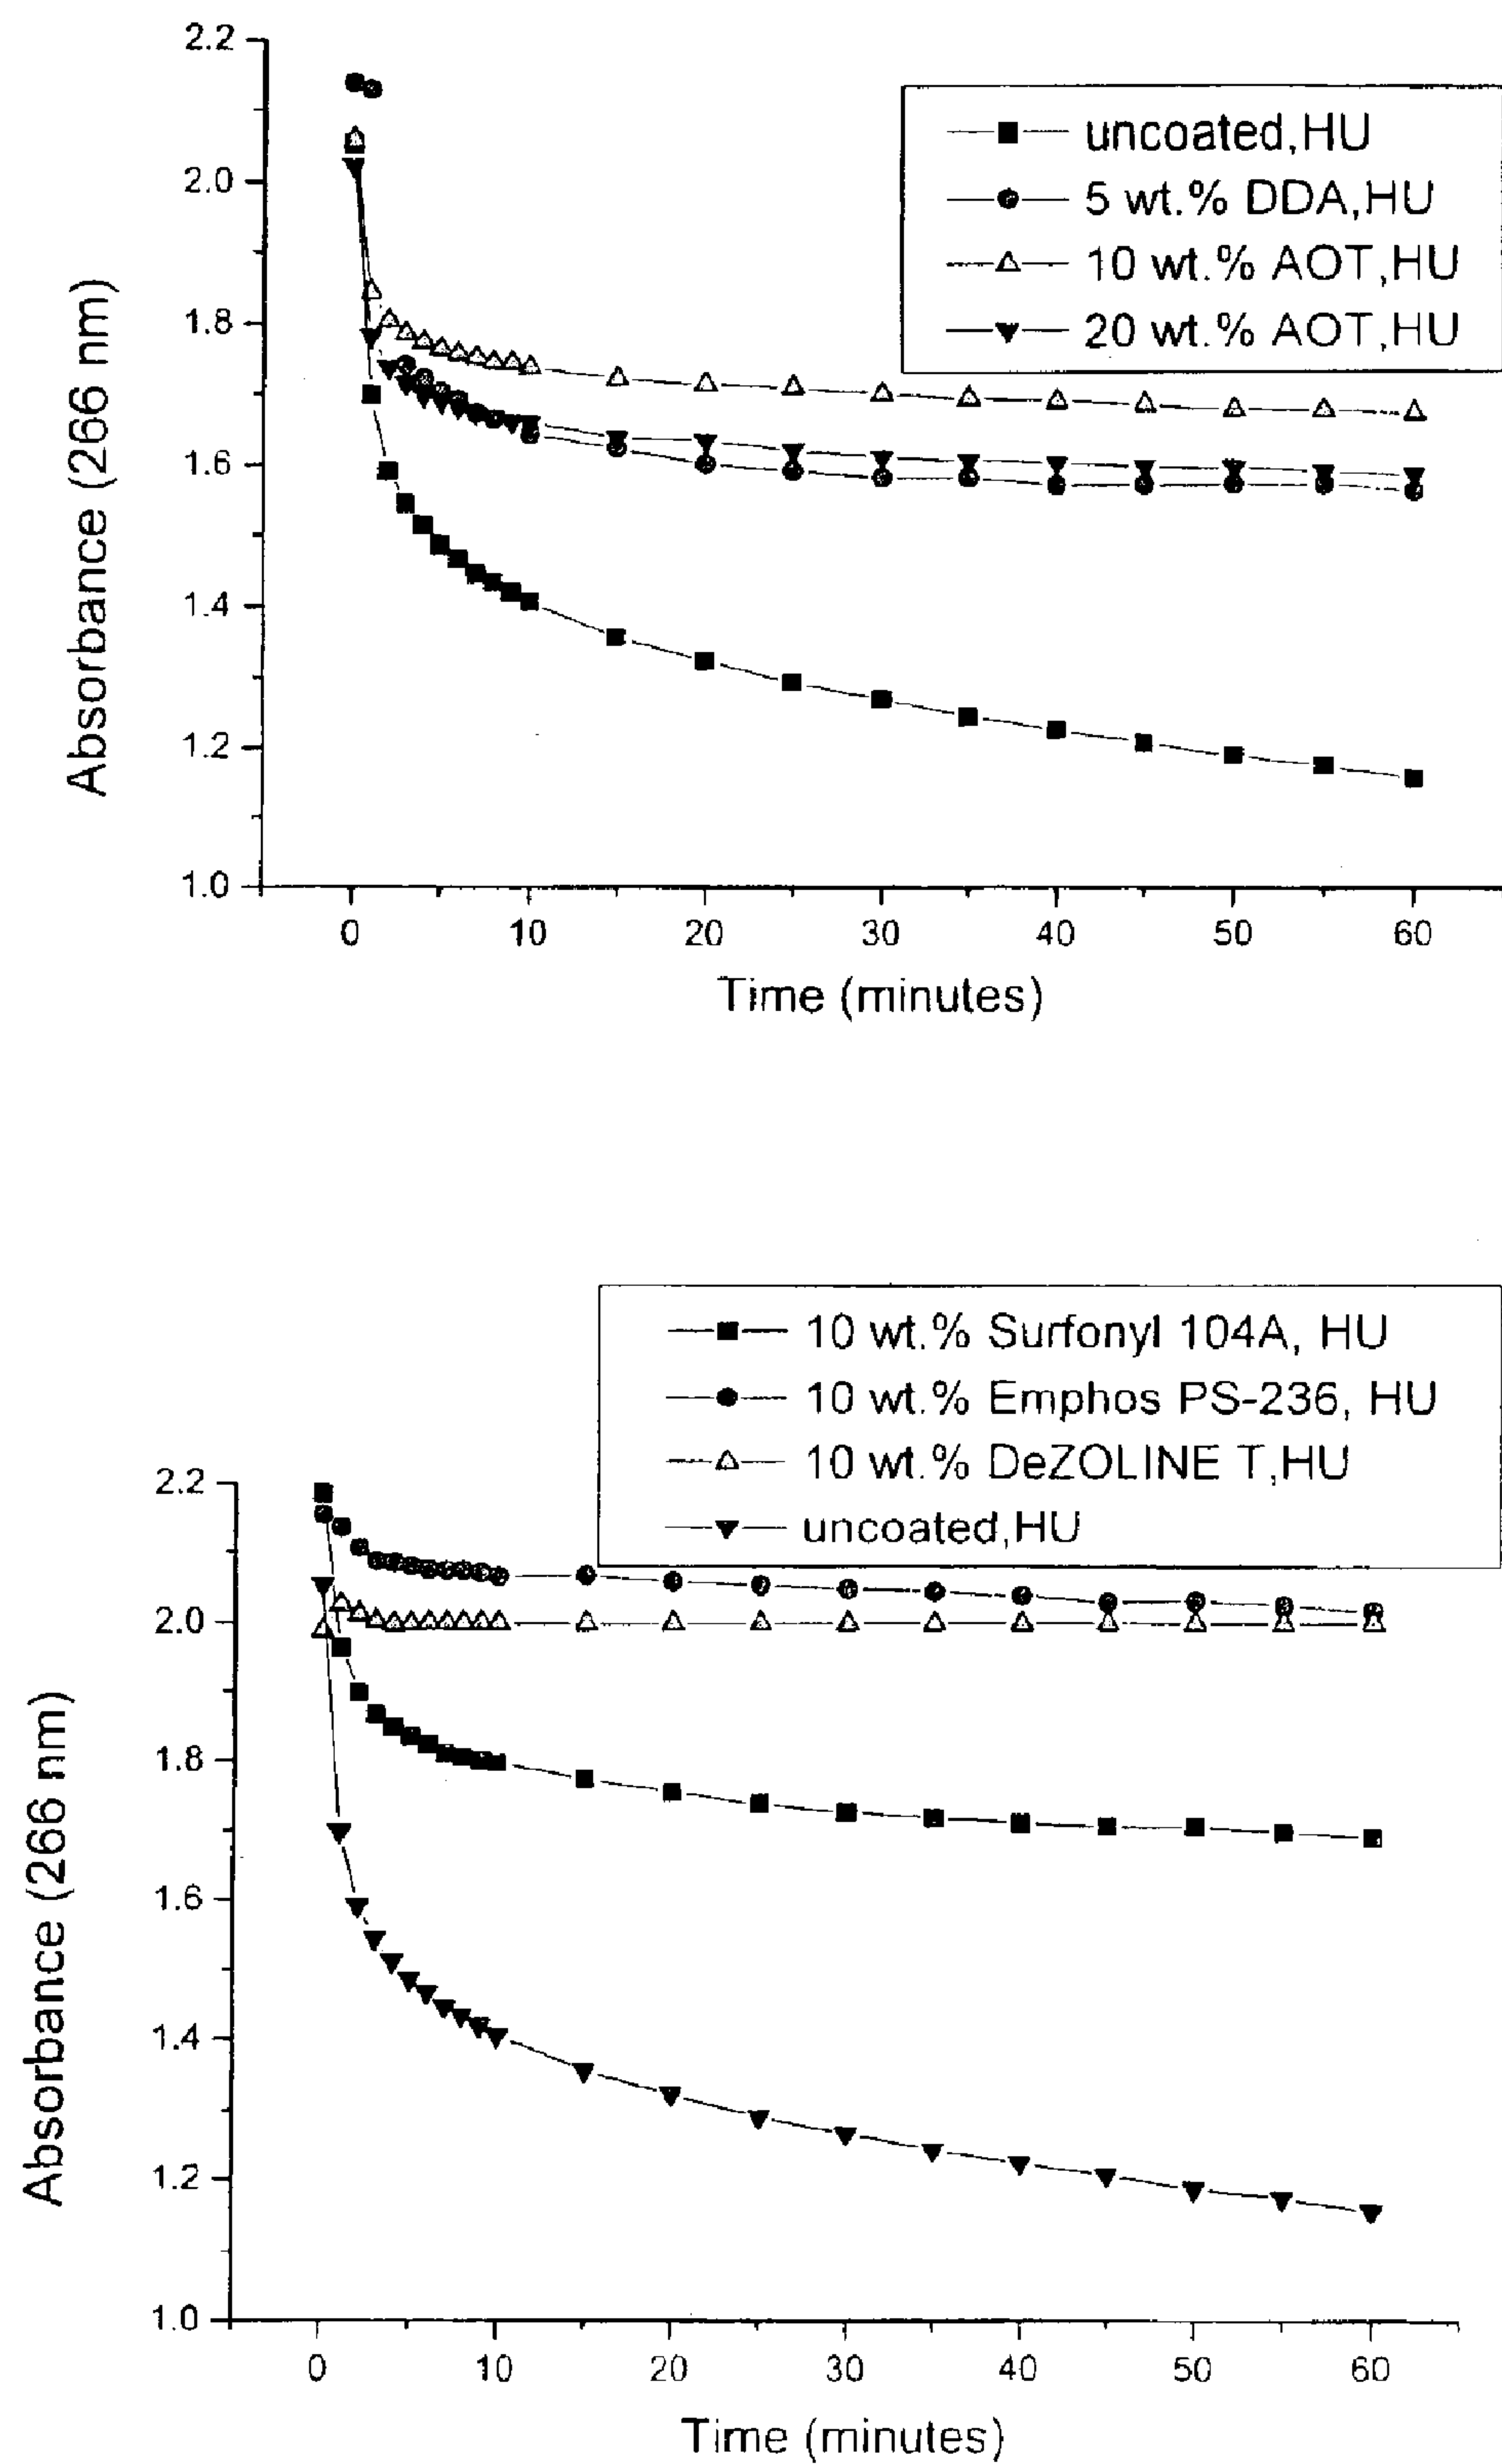 2.2
2.0
1.8
1.6
1.4
1.2
1.0
Absorbance (266 nm)
uncoated,HU
5 wt.% DDA,HU
10 wt.% AOT,HU
20 wt.% AOT,HU
0 10 20 30 40 50 60
Time (minutes)
10 wt.% Surfonyl 104A, HU
10 wt.% Emphos PS-236, HU
10 wt.% DeZOLINE T,HU
uncoated,HU
2.2
2.0
1.8
1.6
1.4
1.2
1.0
Absorbance (266 nm)
0 10 20 30 40 50 60
Time (minutes)